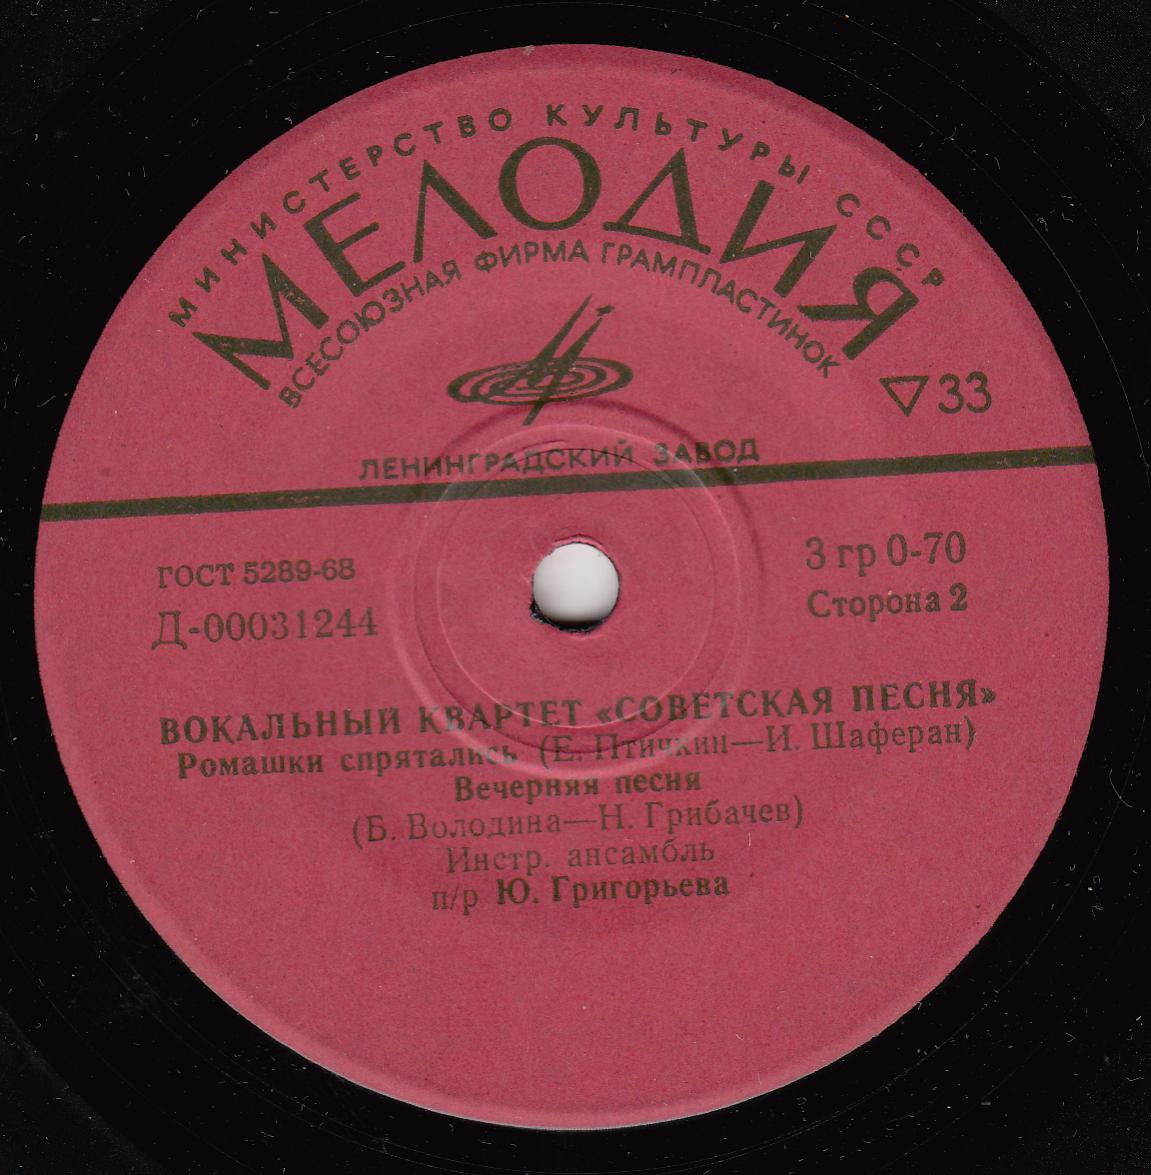 МИНИСТЕРСТВО КУЛЬТУРЫ СССР
МЕЛОДИЯ
ВСЕСОЮЗНАЯ ФИРМА ГРАМПЛАСТИНОК
33
ЛЕНИНГРАДСКИЙ ЗАВОД
ГОСТ 5289-68
3 гр 0-70
Д-00031244
Сторона 2
ВОКАЛЬНЫЙ КВАРТЕТ «СОВЕТСКАЯ ПЕСНЯ»
Ромашки спрятались (Е. Птичкин—И. Шаферан)
Вечерняя песня
(Б. Володина—Н. Грибачев)
Инстр. ансамбль
п/р Ю. Григорьева